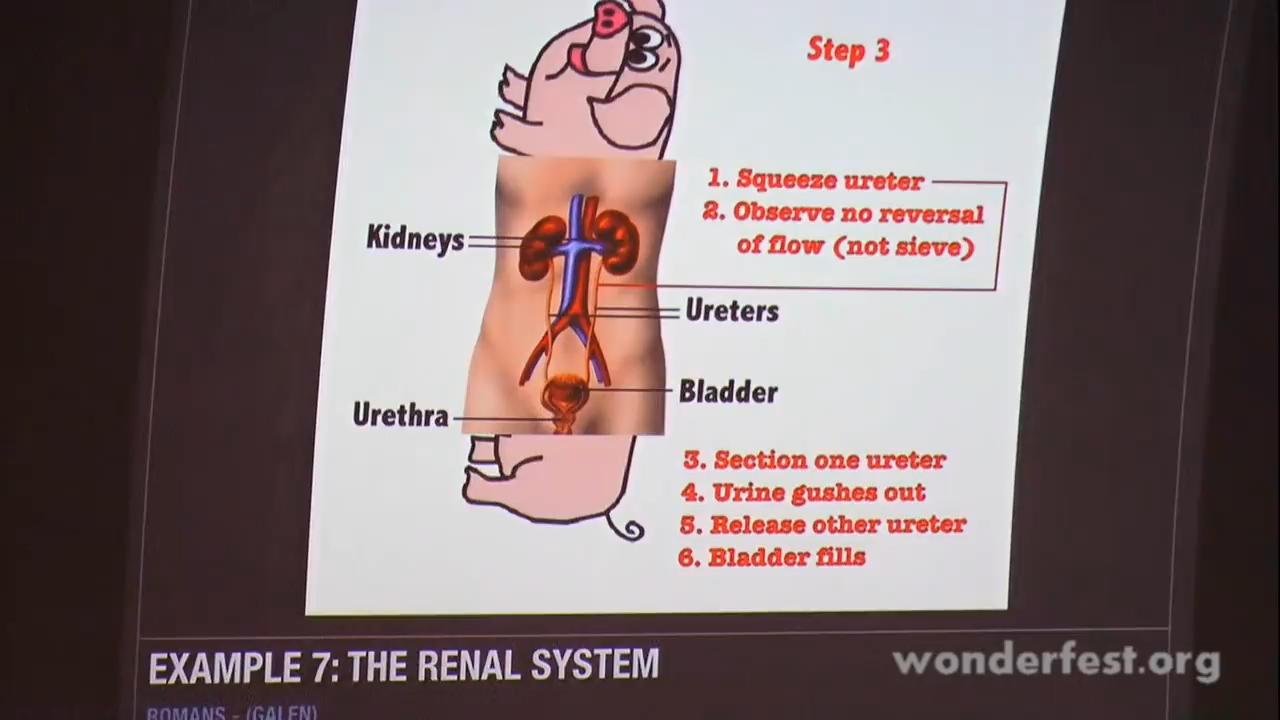 Step 3
1. Squeeze ureter
2. Observe no reversal
of flow (not sieve)
Kidneys
Ureters
Bladder
Urethra
3. Section one ureter
4. Urine gushes out
5. Release other ureter
6. Bladder fills
EXAMPLE 7: THE RENAL SYSTEM
wonderfest.org
ROMANS - (GALEN)